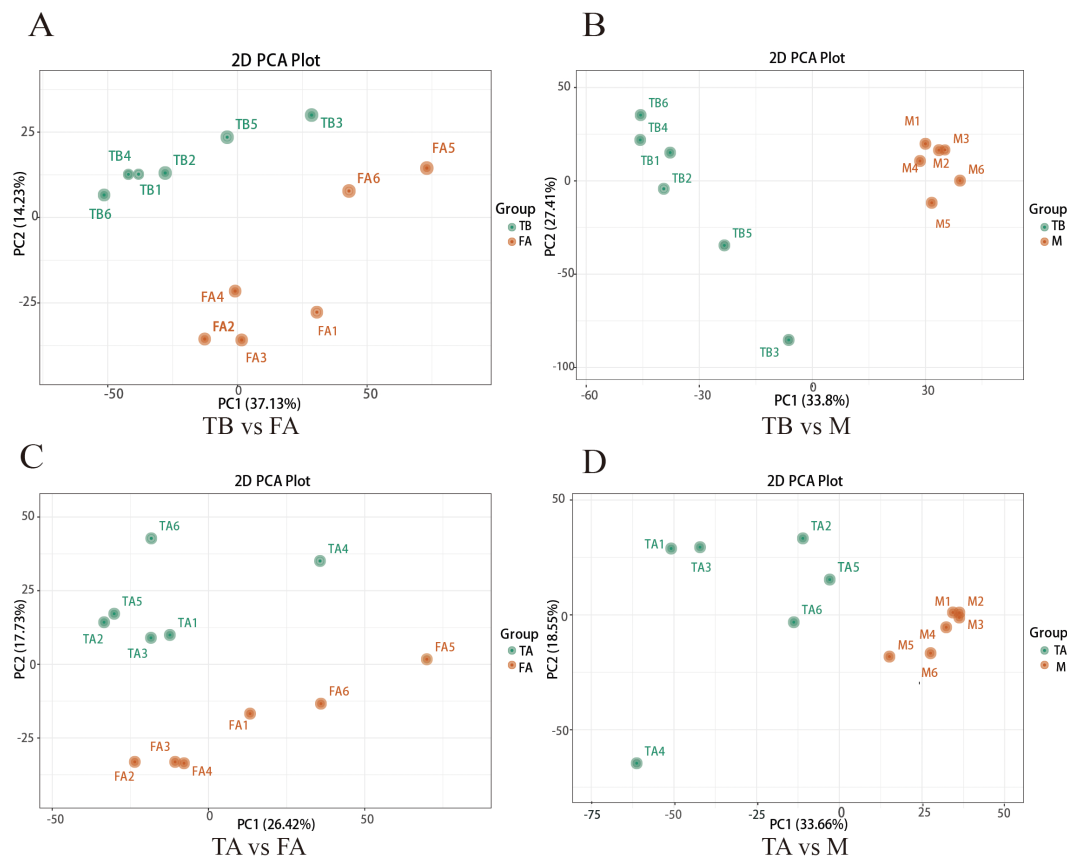 A
2D PCA Plot
PC2 (14.23%)
25
0
-25
TB5
TB3
TB4
TB2
TB1
TB6
FA5
FA6
FA4
FA2
FA3
FA1
Group
TB
FA
-50
0
50
PC1 (37.13%)
TB vs FA
B
2D PCA Plot
PC2 (27.41%)
50
0
-50
-100
TB6
TB4
TB1
TB2
TB5
TB3
M1
M3
M2
M4
M6
M5
Group
TB
M
-60
-30
0
30
PC1 (33.8%)
TB vs M
C
2D PCA Plot
PC2 (17.73%)
50
25
0
-25
TA6
TA4
TA5
TA2
TA1
TA3
FA5
FA6
FA1
FA3
FA2
FA4
Group
TA
FA
-50
0
50
PC1 (26.42%)
TA vs FA
D
2D PCA Plot
PC2 (18.55%)
50
0
-50
TA1
TA3
TA2
TA5
TA6
TA4
M1
M2
M3
M4
M5
M6
Group
TA
M
-75
-50
-25
0
25
50
PC1 (33.66%)
TA vs M